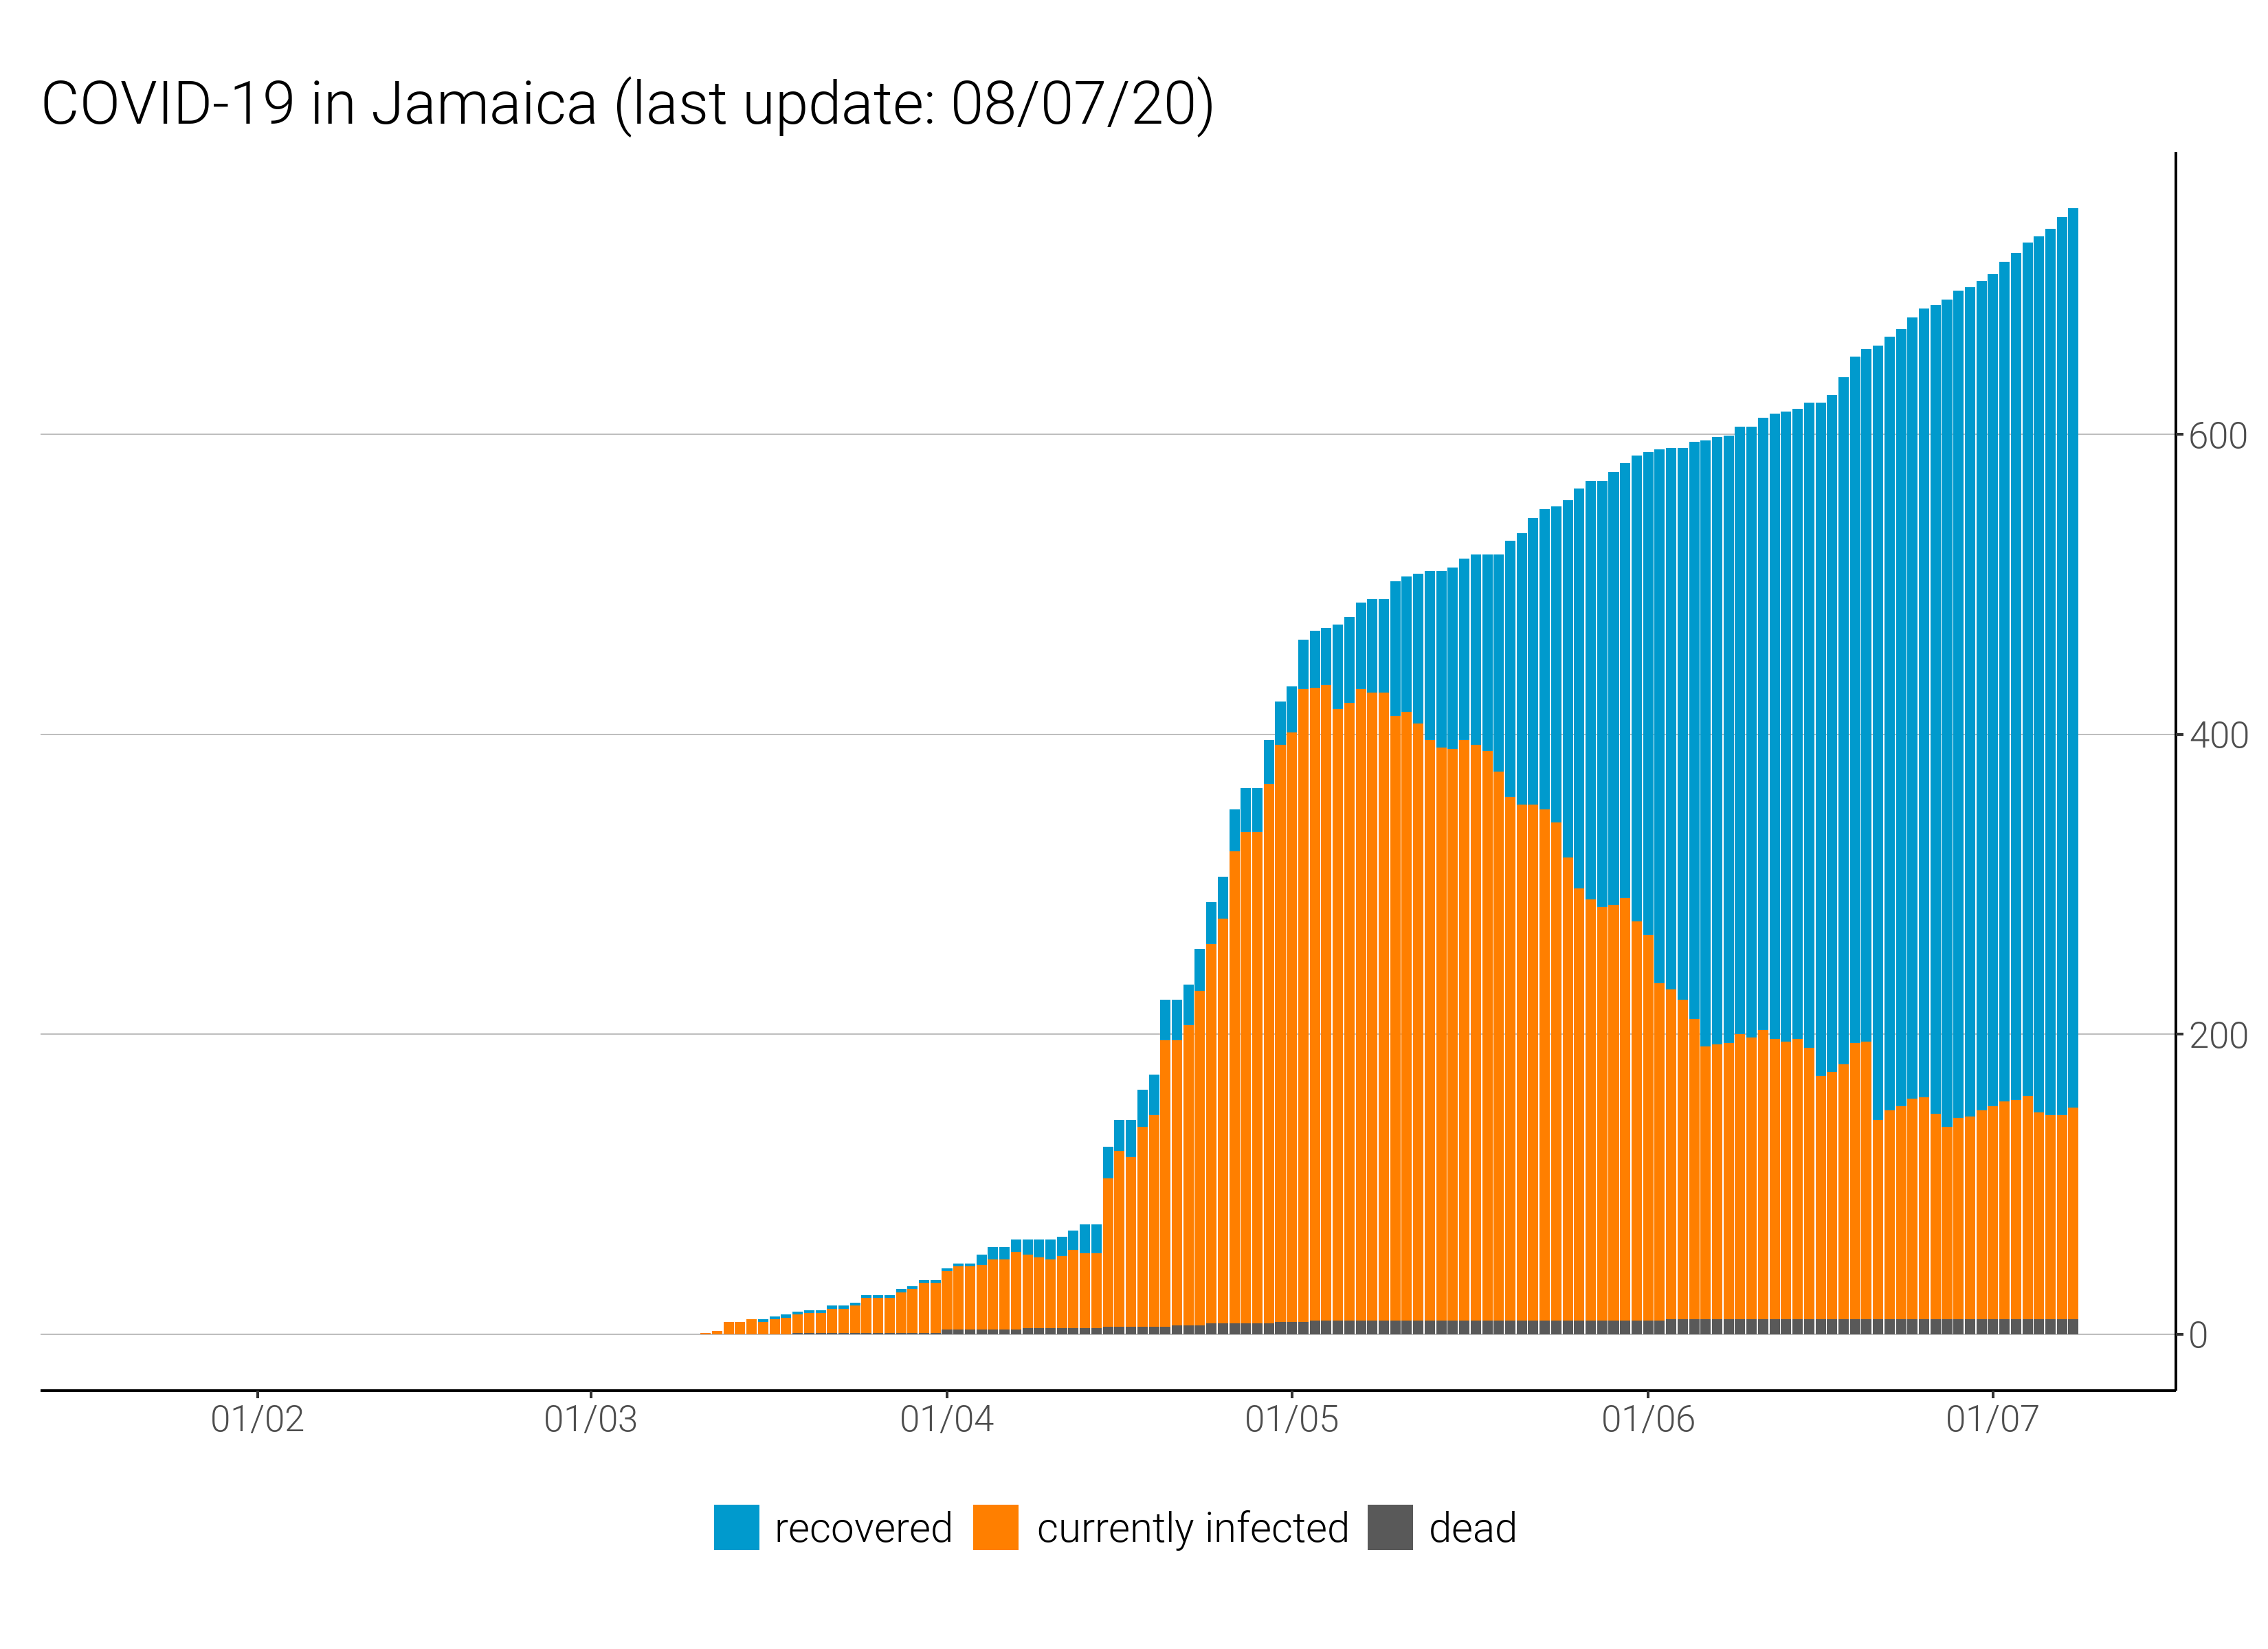 COVID-19 in Jamaica (last update: 08/07/20)
600
400
200
0
01/02 01/03 01/04 01/05 01/06 01/07
recovered currently infected dead